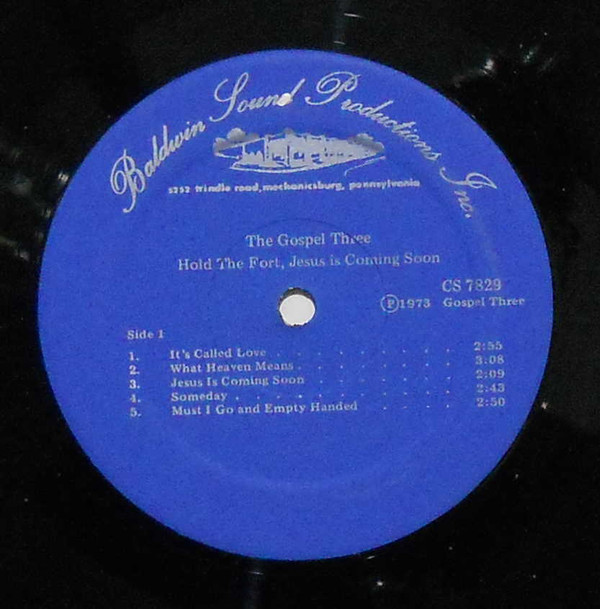 Baldwin Sound Productions Inc.
5252 trindle road, mechanicsburg, pennsylvania
The Gospel Three
Hold The Fort, Jesus is Coming Soon
CS 7829
Ⓟ1973 Gospel Three
Side 1
1. It's Called Love . . . . . . . . 2:55
2. What Heaven Means . . . . . . . 3:08
3. Jesus Is Coming Soon . . . . . . . 2:09
4. Someday . . . . . . . . . . 2:43
5. Must I Go and Empty Handed . . . . 2:50